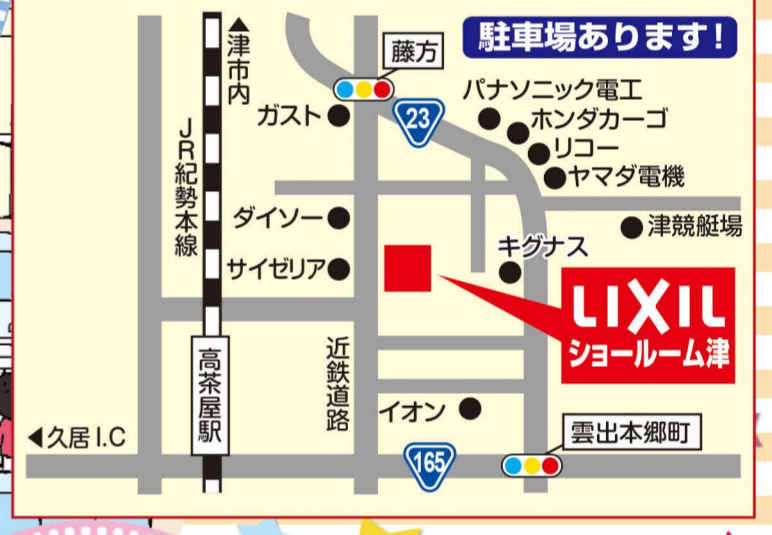 駐車場あります!
▲津市内
藤方
パナソニック電工
ガスト
23
ホンダカーゴ
リコー
ヤマダ電機
JR紀勢本線
ダイソー
津競艇場
キグナス
サイゼリア
LIXIL
ショールーム津
高茶屋駅
近鉄道路
イオン
雲出本郷町
◀久居I.C
165